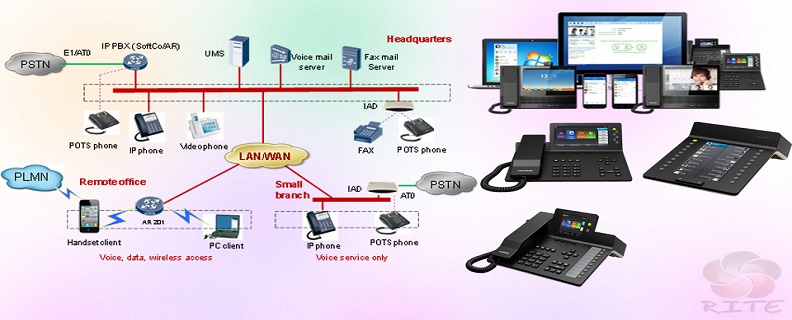 Headquarters
IP PBX (SoftCo/AR)
E1/AT0
PSTN
UMS
Voice mail
server
Fax mail
Server
IAD
POTS phone
IP phone
Videophone
FAX
POTS phone
LAN/WAN
PLMN
Remote office
Small
branch
IAD
PSTN
AT0
AR 201
Handset client
PC client
IP phone
POTS phone
Voice, data, wireless access
Voice service only
RITE